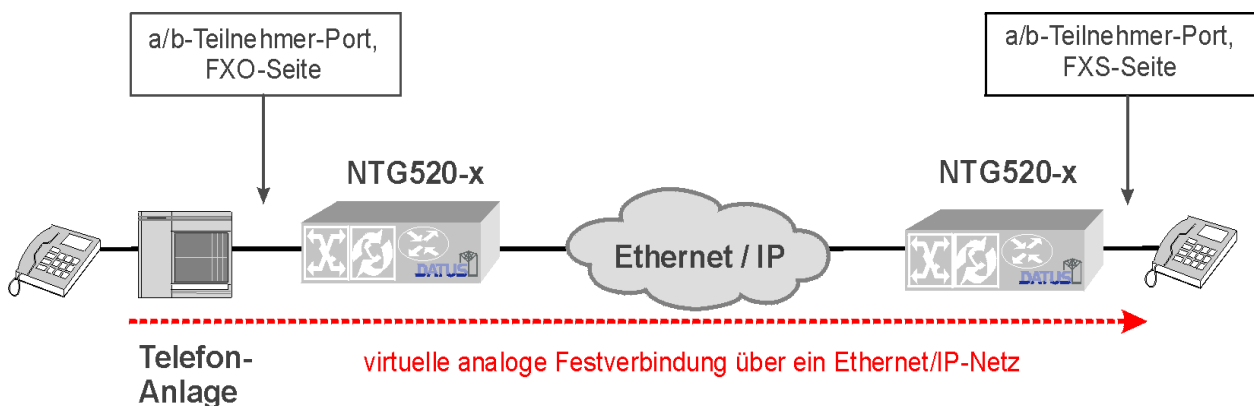 a/b-Teilnehmer-Port,
FXO-Seite
a/b-Teilnehmer-Port,
FXS-Seite
NTG520-x
NTG520-x
Ethernet / IP
DATUS
DATUS
Telefon-
Anlage
virtuelle analoge Festverbindung über ein Ethernet/IP-Netz